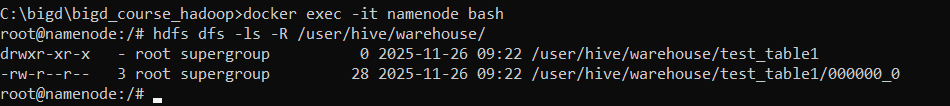 C:\bigd\bigd_course_hadoop>docker exec -it namenode bash
root@namenode:/# hdfs dfs -ls -R /user/hive/warehouse/
drwxr-xr-x   - root supergroup          0 2025-11-26 09:22 /user/hive/warehouse/test_table1
-rw-r--r--   3 root supergroup         28 2025-11-26 09:22 /user/hive/warehouse/test_table1/000000_0
root@namenode:/#